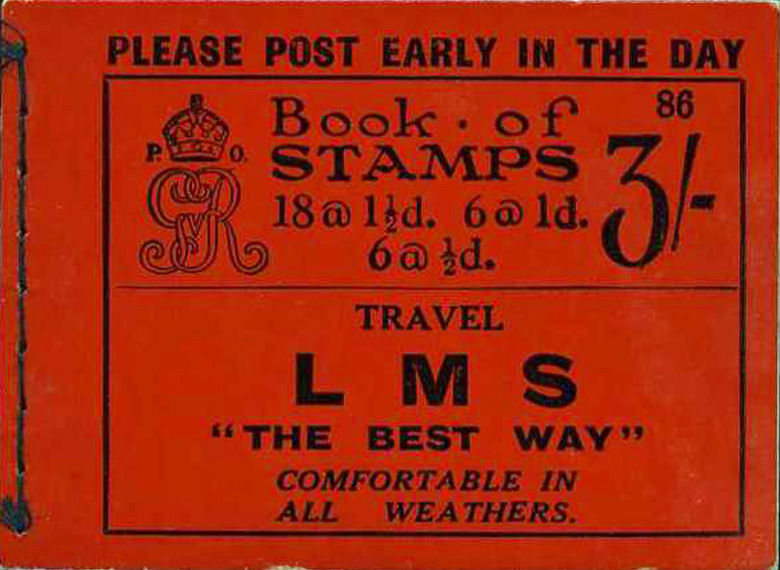 PLEASE POST EARLY IN THE DAY
86
P. O.
GvR
Book · of
STAMPS
3/-
18@1½d. 6@1d.
6@½d.
TRAVEL
L M S
"THE BEST WAY"
COMFORTABLE IN
ALL WEATHERS.